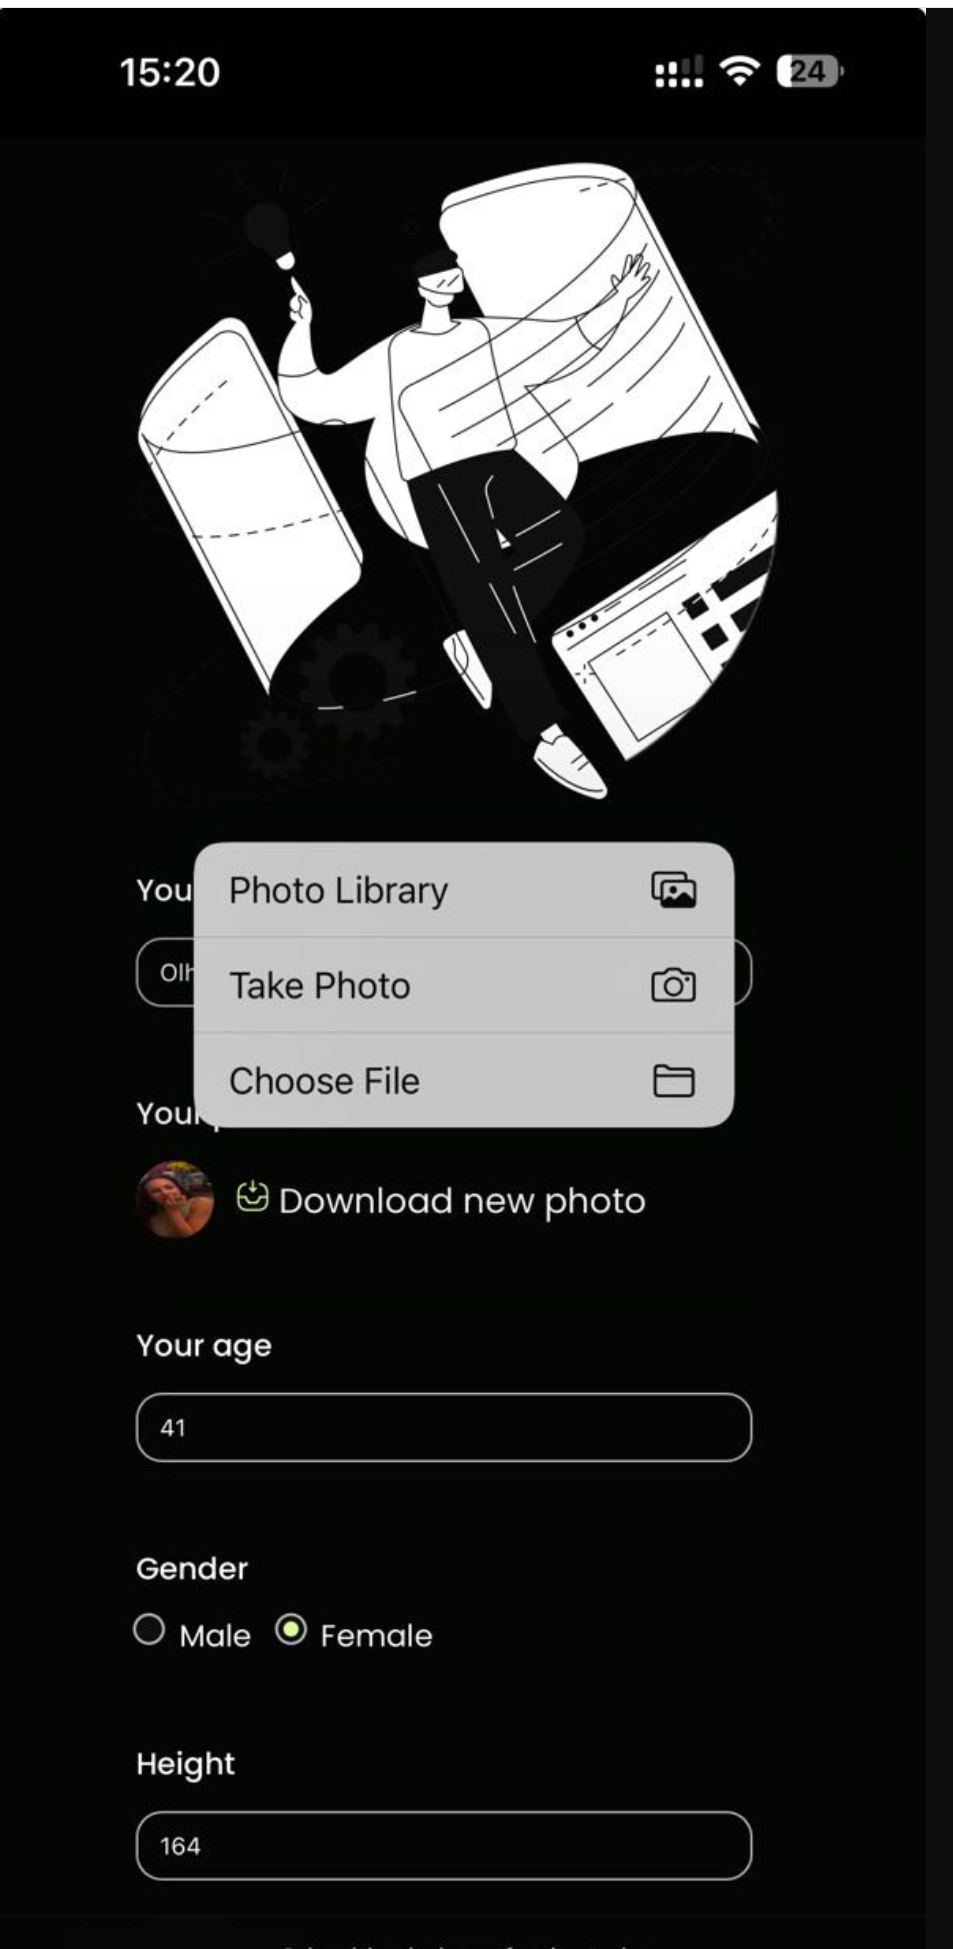 15:20
24
You
Photo Library
Olh
Take Photo
Choose File
Your
Download new photo
Your age
41
Gender
Male Female
Height
164